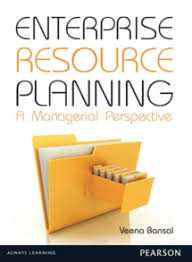 ENTERPRISE
RESOURCE
PLANNING
A Managerial Perspective
Veena Bansal
ALWAYS LEARNING
PEARSON